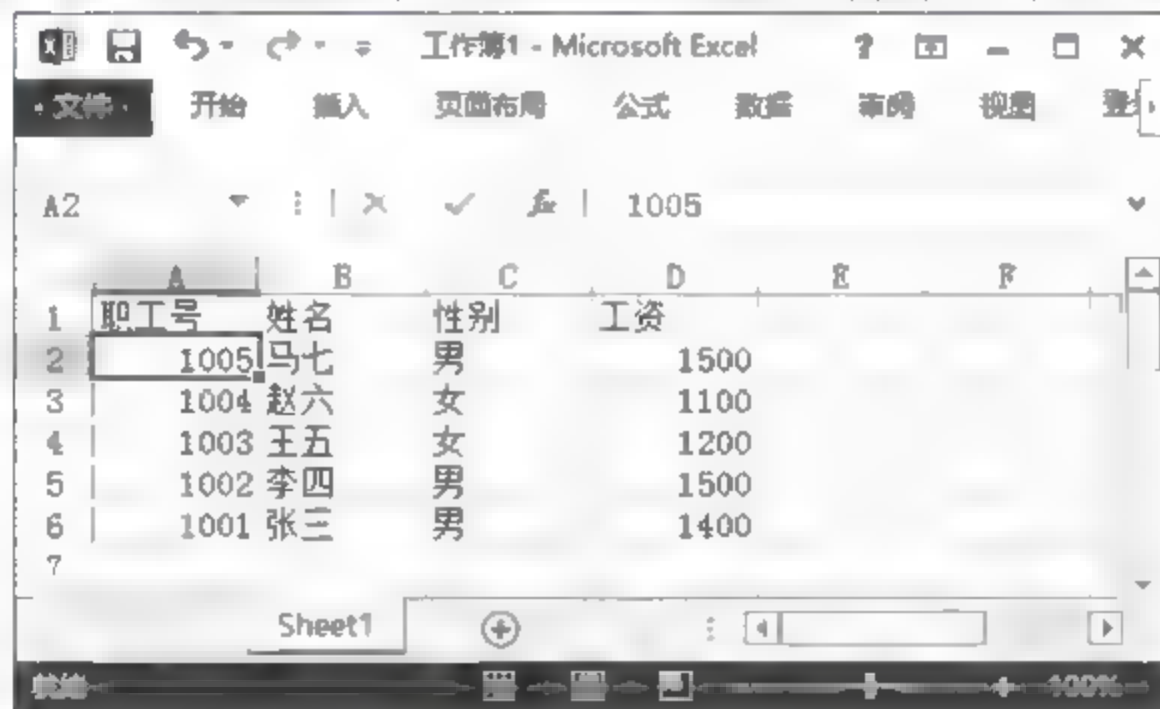 工作簿1 - Microsoft Excel ?
文件 开始 插入 页面布局 公式 数据 审阅 视图
A2 fx 1005
A B C D E F
1 职工号 姓名 性别 工资
2 1005 马七 男 1500
3 1004 赵六 女 1100
4 1003 王五 女 1200
5 1002 李四 男 1500
6 1001 张三 男 1400
7
Sheet1
100%